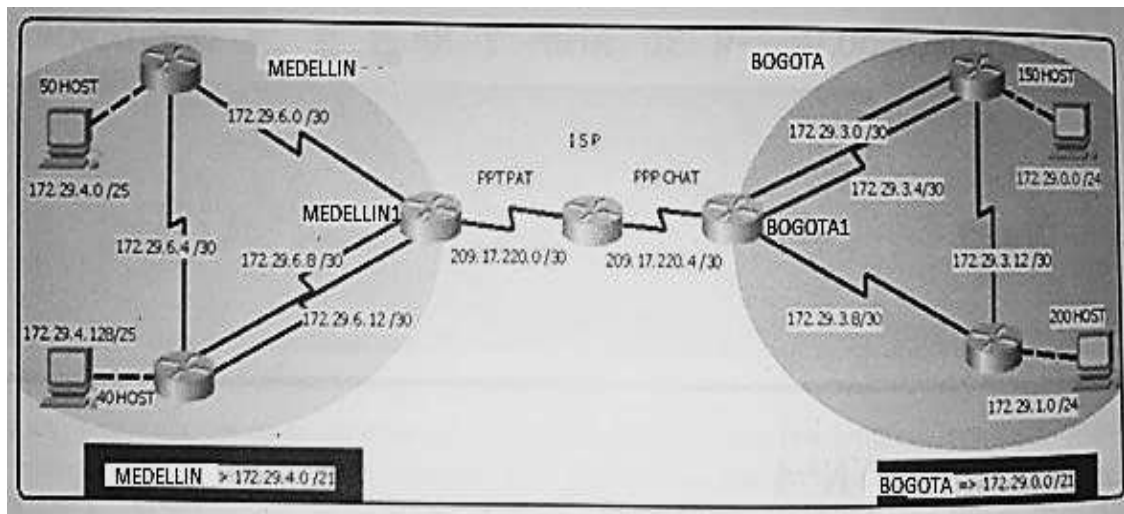 MEDELLIN
BOGOTA
50 HOST
150 HOST
172.29.6.0 /30
172.29.3.0 /30
ISP
172.29.4.0 /25
PPT PAT
PPP CHAT
172.29.3.4/30
172.29.0.0 /24
MEDELLIN1
BOGOTA1
172.29.6.4 /30
172.29.6.8 /30
209.17.220.0 /30
209.17.220.4 /30
172.29.3.12 /30
172.29.6.12 /30
172.29.3.8/30
200 HOST
172.29.4.128/25
40 HOST
172.29.1.0 /24
MEDELLIN > 172.29.4.0 /21
BOGOTA => 172.29.0.0 /21